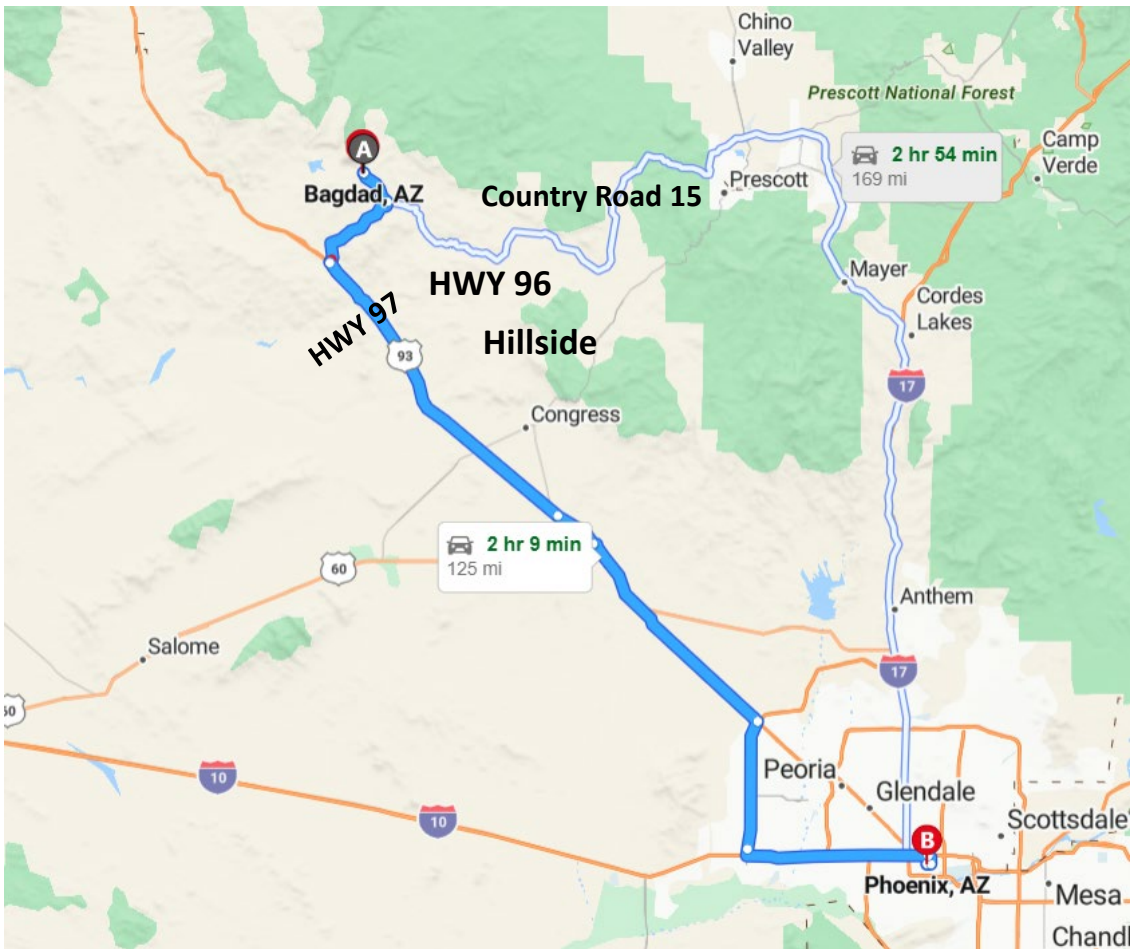 Chino
Valley
Prescott National Forest
A
2 hr 54 min
169 mi
Camp
Verde
Bagdad, AZ
Country Road 15
Prescott
HWY 96
Mayer
Cordes
Lakes
HWY 97
Hillside
93
17
Congress
2 hr 9 min
125 mi
60
Anthem
Salome
17
60
10
Peoria
Glendale
10
Scottsdale
B
Phoenix, AZ
Mesa
Chandl